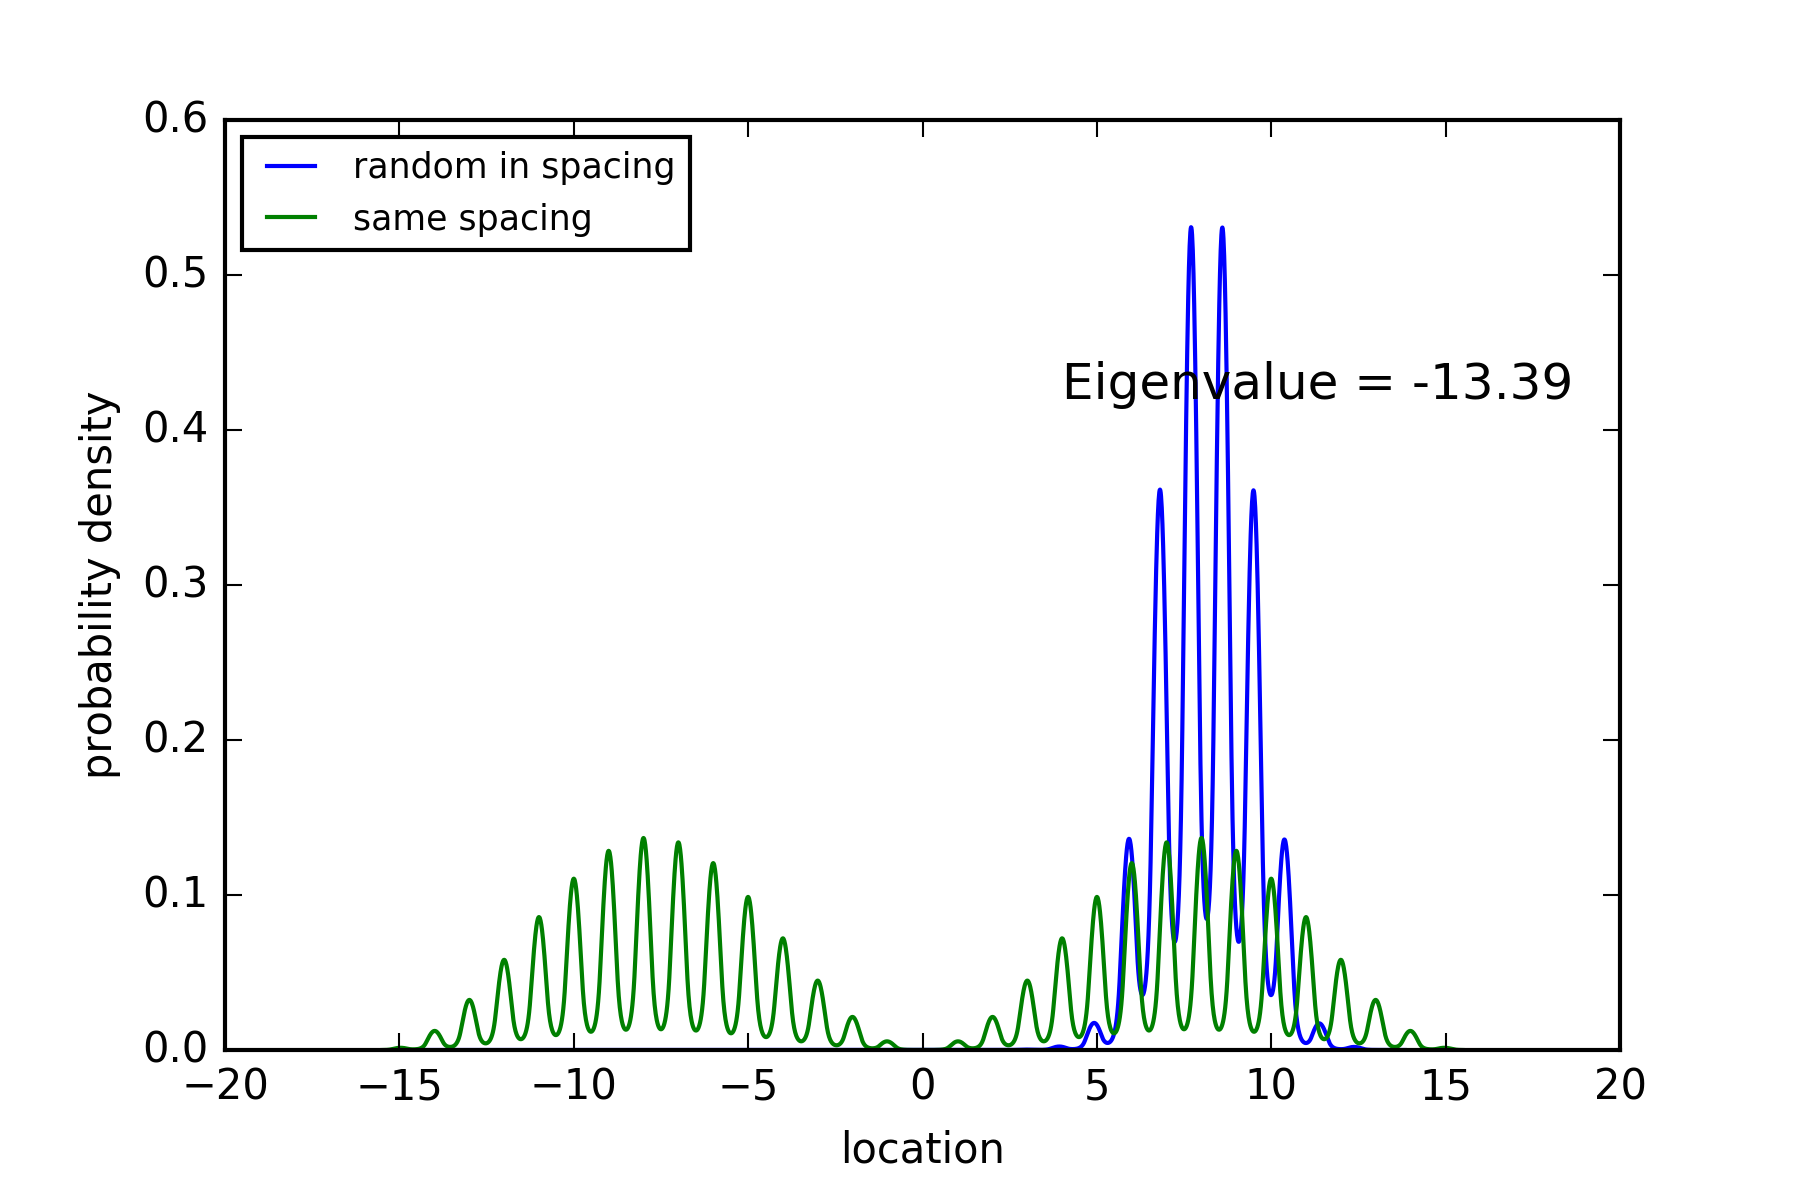 0.6
0.5
0.4
0.3
0.2
0.1
0.0
random in spacing
same spacing
Eigenvalue = -13.39
probability density
−20 −15 −10 −5 0 5 10 15 20
location